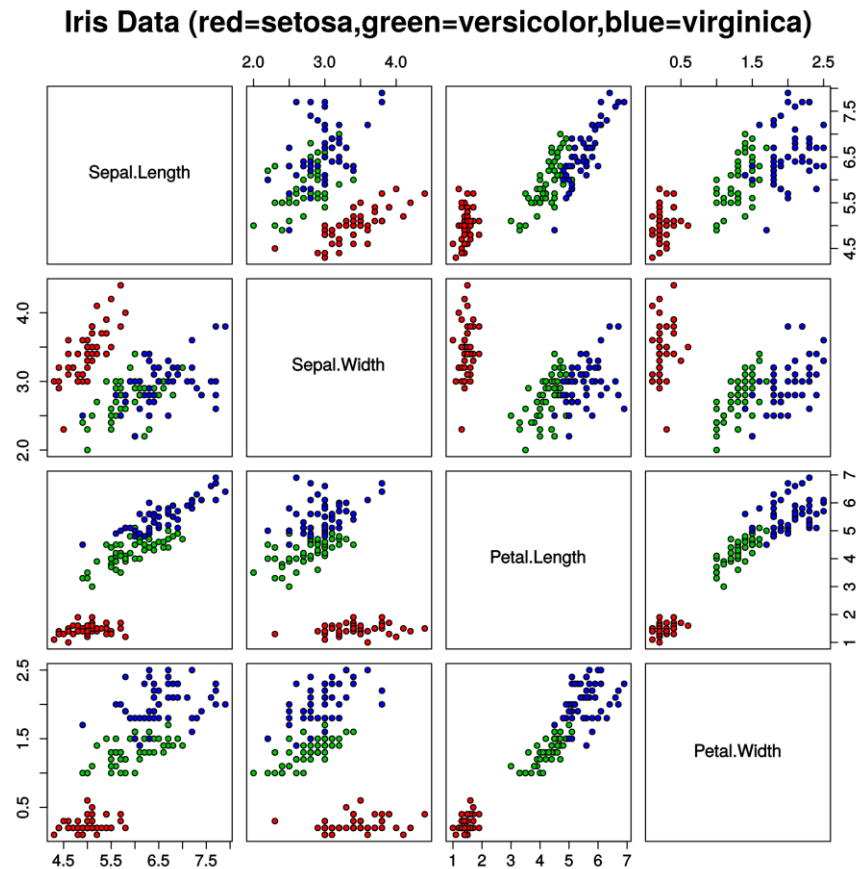 Iris Data (red=setosa,green=versicolor,blue=virginica)
2.0 3.0 4.0
0.5 1.5 2.5
Sepal.Length
4.5 5.5 6.5 7.5
2.0 3.0 4.0
Sepal.Width
Petal.Length
1 2 3 4 5 6 7
0.5 1.5 2.5
Petal.Width
4.5 5.5 6.5 7.5
1 2 3 4 5 6 7